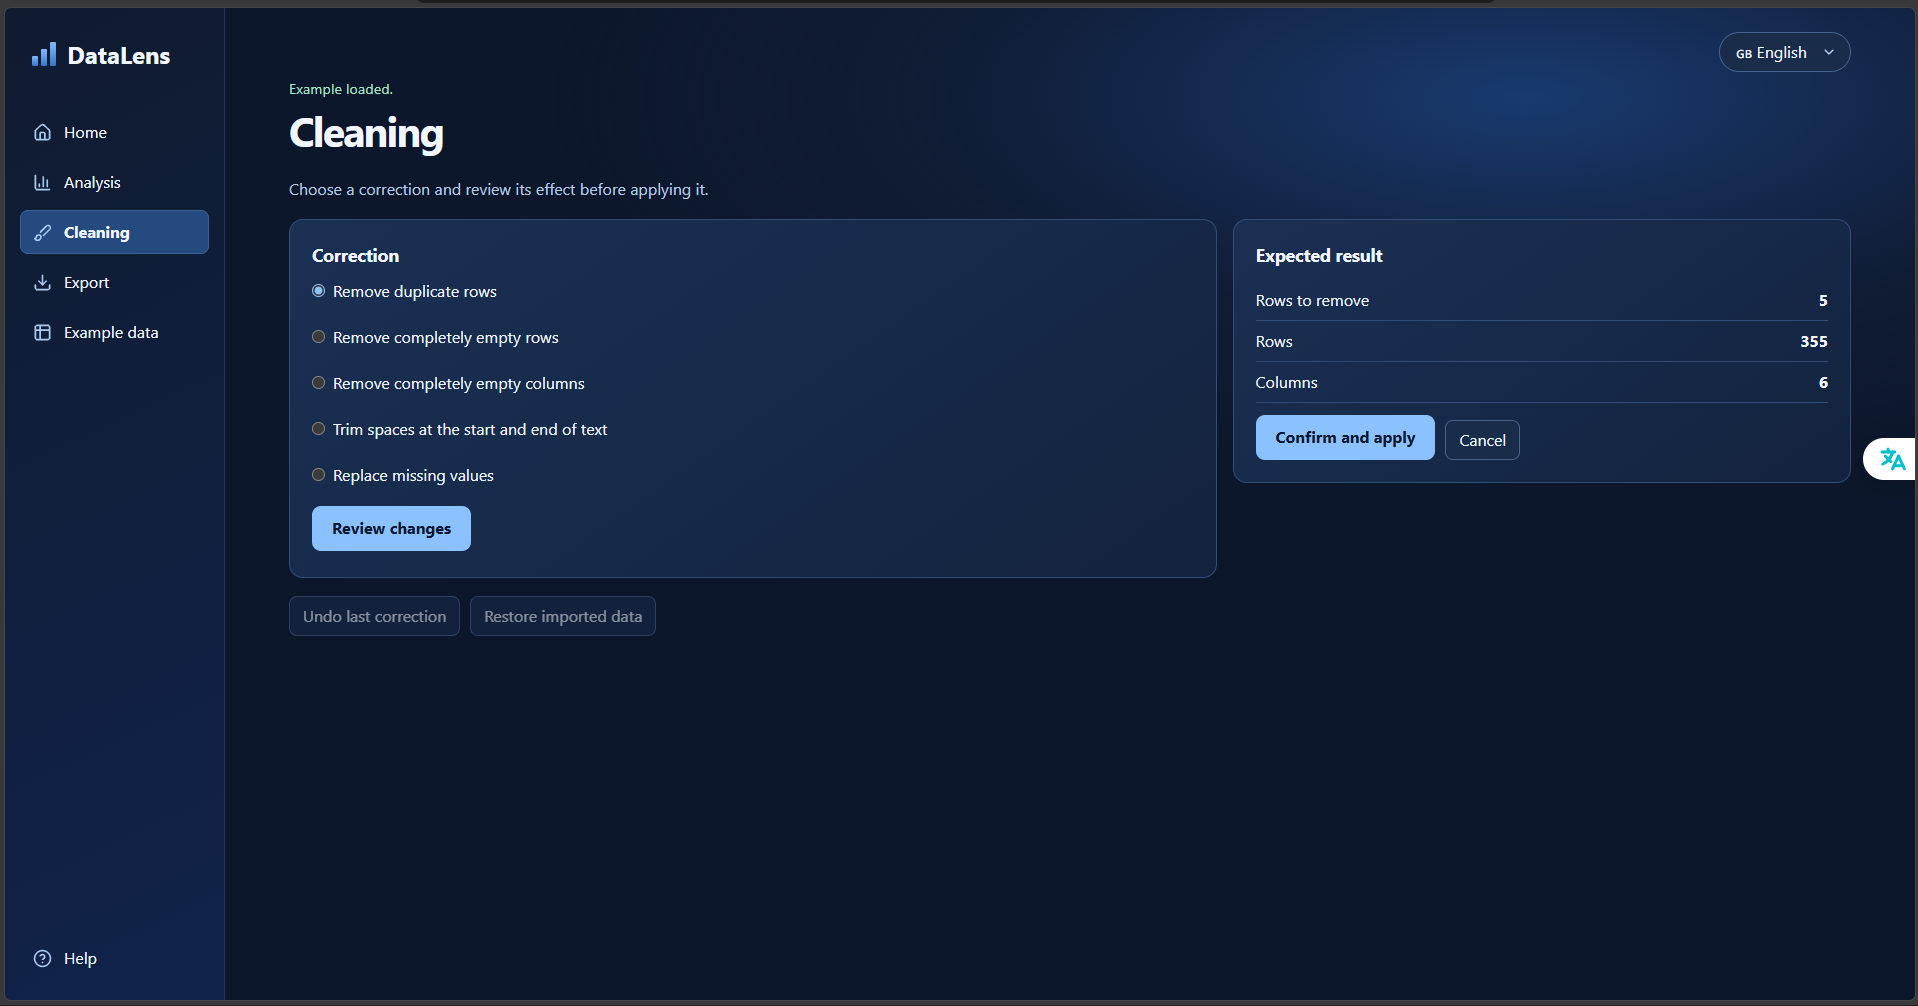 DataLens
Home
Analysis
Cleaning
Export
Example data
Help
GB English
Example loaded.
Cleaning
Choose a correction and review its effect before applying it.
Correction
Remove duplicate rows
Remove completely empty rows
Remove completely empty columns
Trim spaces at the start and end of text
Replace missing values
Review changes
Undo last correction
Restore imported data
Expected result
Rows to remove 5
Rows 355
Columns 6
Confirm and apply
Cancel